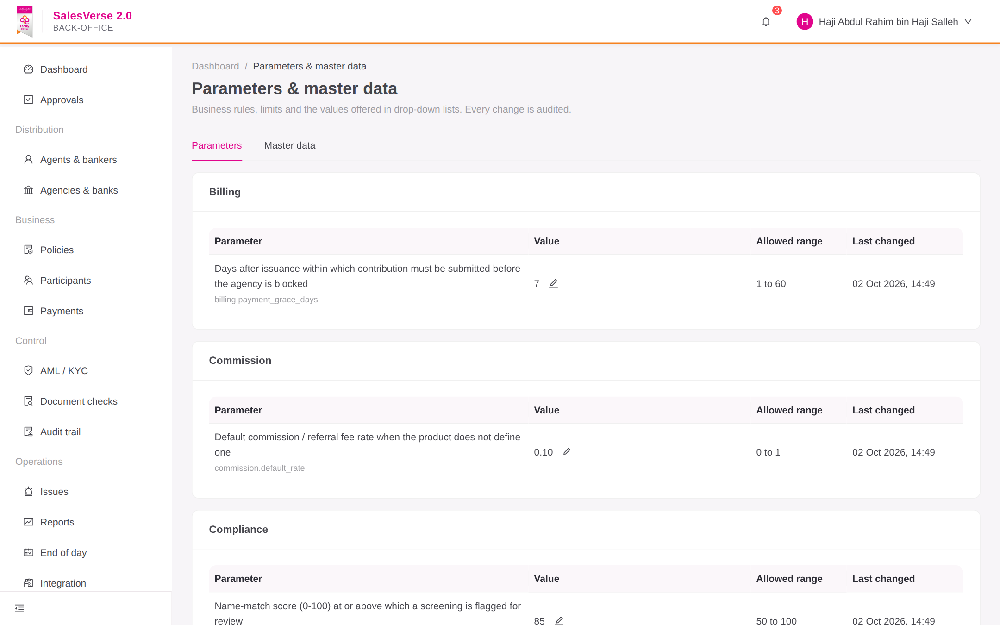 Family
Takaful
SalesVerse 2.0
BACK-OFFICE
3
H
Haji Abdul Rahim bin Haji Salleh
Dashboard
Approvals
Distribution
Agents & bankers
Agencies & banks
Business
Policies
Participants
Payments
Control
AML / KYC
Document checks
Audit trail
Operations
Issues
Reports
End of day
Integration
Dashboard / Parameters & master data
Parameters & master data
Business rules, limits and the values offered in drop-down lists. Every change is audited.
Parameters Master data
Billing
Parameter Value Allowed range Last changed
Days after issuance within which contribution must be submitted before
the agency is blocked
billing.payment_grace_days
7 1 to 60 02 Oct 2026, 14:49
Commission
Parameter Value Allowed range Last changed
Default commission / referral fee rate when the product does not define
one
commission.default_rate
0.10 0 to 1 02 Oct 2026, 14:49
Compliance
Parameter Value Allowed range Last changed
Name-match score (0-100) at or above which a screening is flagged for
review
85 50 to 100 02 Oct 2026, 14:49